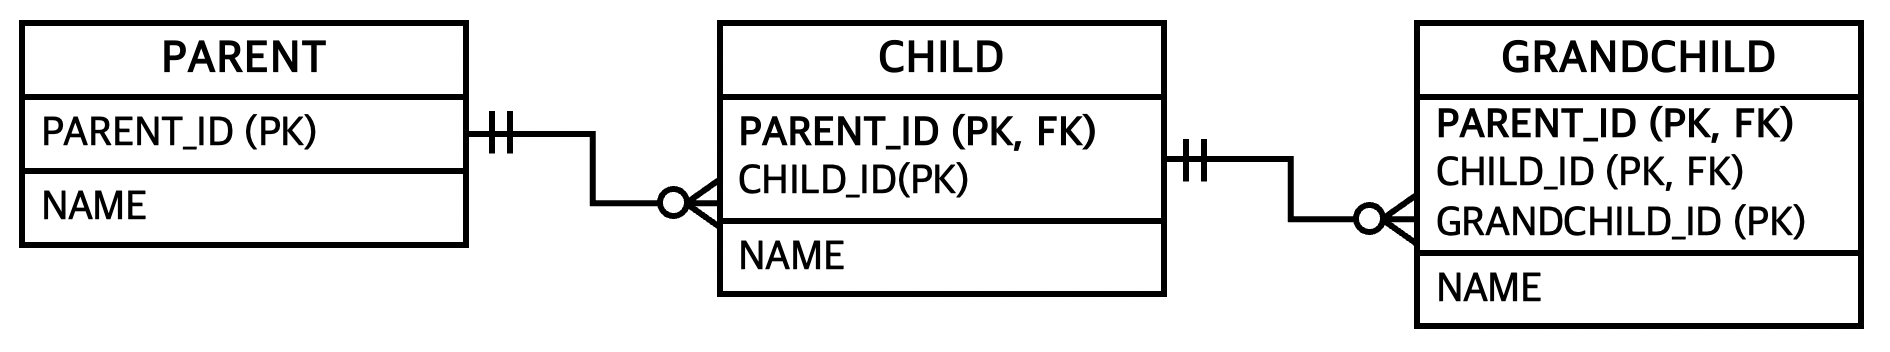 PARENT
PARENT_ID (PK)
NAME
CHILD
PARENT_ID (PK, FK)
CHILD_ID(PK)
NAME
GRANDCHILD
PARENT_ID (PK, FK)
CHILD_ID (PK, FK)
GRANDCHILD_ID (PK)
NAME